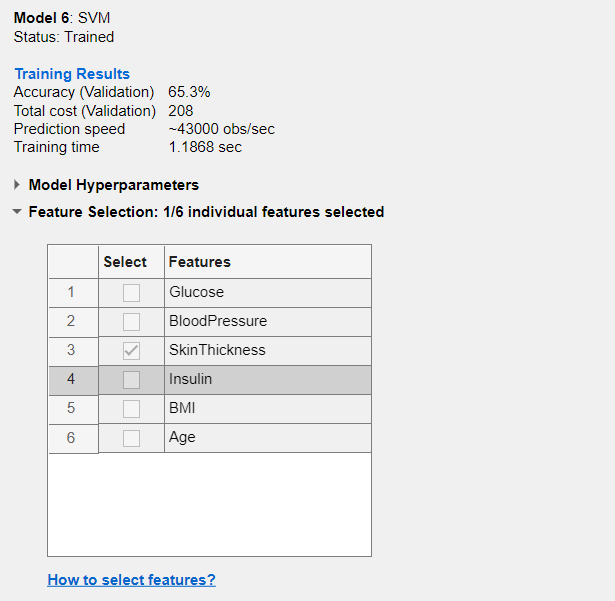 Model 6: SVM
Status: Trained
Training Results
Accuracy (Validation) 65.3%
Total cost (Validation) 208
Prediction speed ~43000 obs/sec
Training time 1.1868 sec
Model Hyperparameters
Feature Selection: 1/6 individual features selected
Select Features
1 Glucose
2 BloodPressure
3 SkinThickness
4 Insulin
5 BMI
6 Age
How to select features?